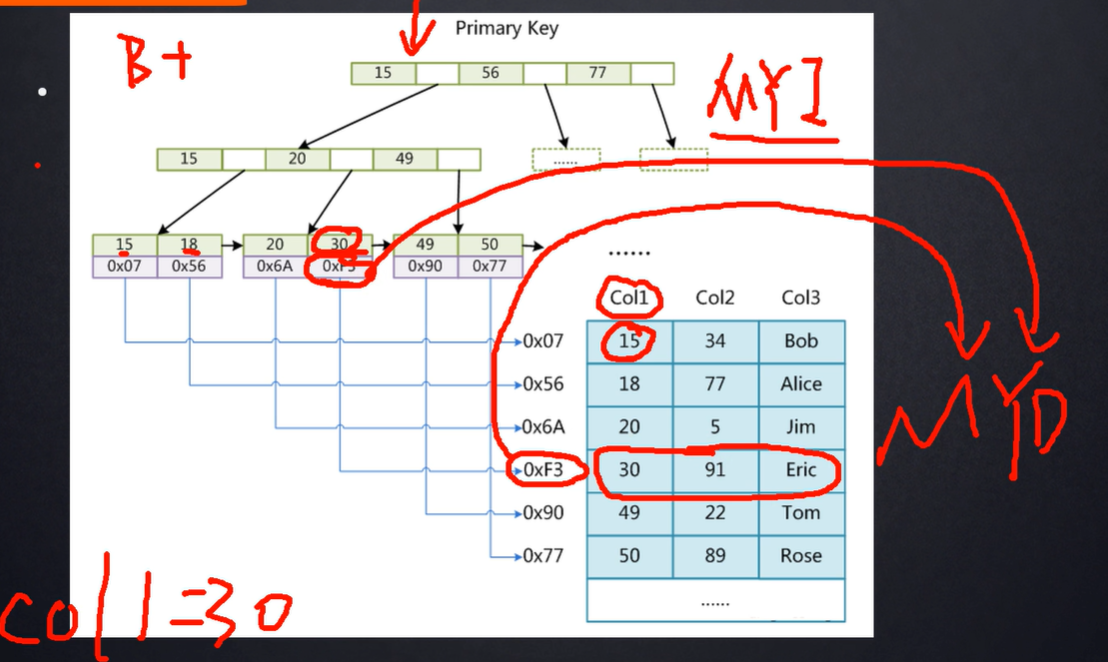 Primary Key
B+
15 56 77
MYI
15 20 49
......
15 18 20 30 49 50
0x07 0x56 0x6A 0xF3 0x90 0x77
......
Col1 Col2 Col3
0x07 15 34 Bob
0x56 18 77 Alice
0x6A 20 5 Jim
MYD
0xF3 30 91 Eric
0x90 49 22 Tom
0x77 50 89 Rose
......
col1=30